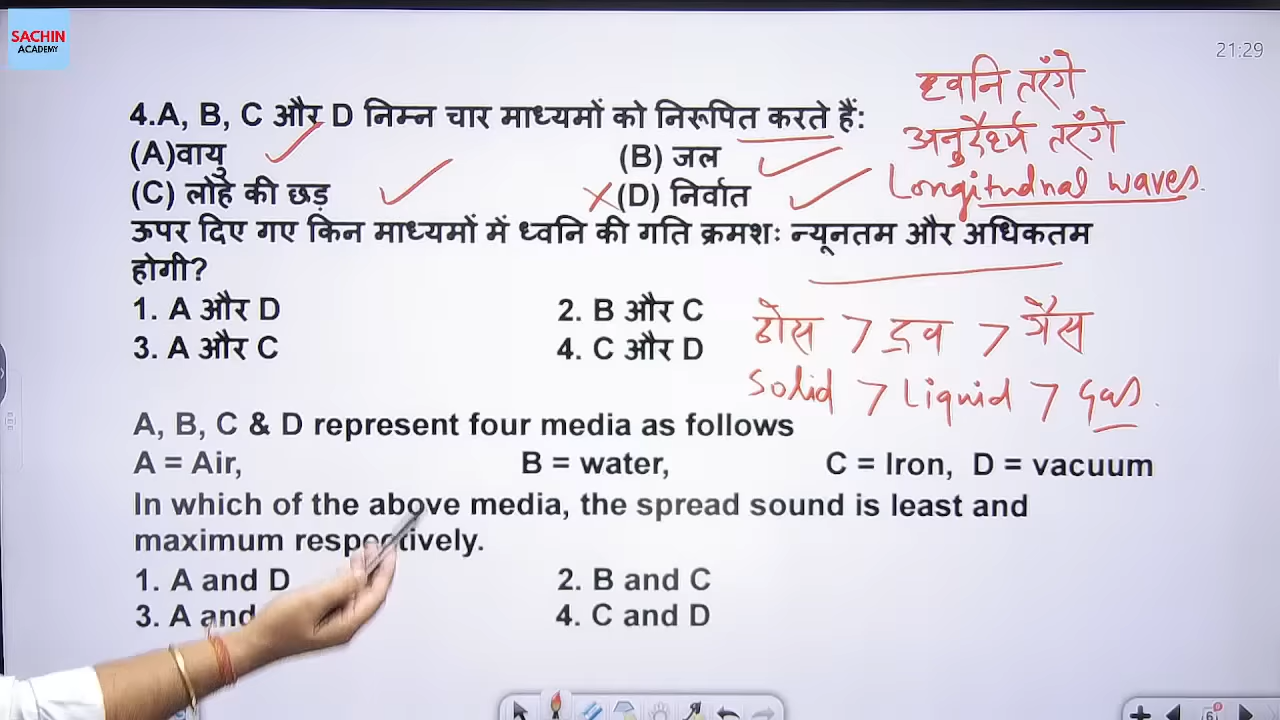 SACHIN
ACADEMY
21:29
ध्वनि तरंगे
4.A, B, C और D निम्न चार माध्यमों को निरूपित करते हैं:
अनुदैर्ध्य तरंगे
(A)वायु (B) जल
Longitudnal waves.
(C) लोहे की छड़ (D) निर्वात
ऊपर दिए गए किन माध्यमों में ध्वनि की गति क्रमशः न्यूनतम और अधिकतम
होगी?
1. A और D 2. B और C
ठोस > द्रव > गैस
3. A और C 4. C और D
Solid > Liquid > Gas.
A, B, C & D represent four media as follows
A = Air, B = water, C = Iron, D = vacuum
In which of the above media, the spread sound is least and
maximum respectively.
1. A and D 2. B and C
3. A and 4. C and D